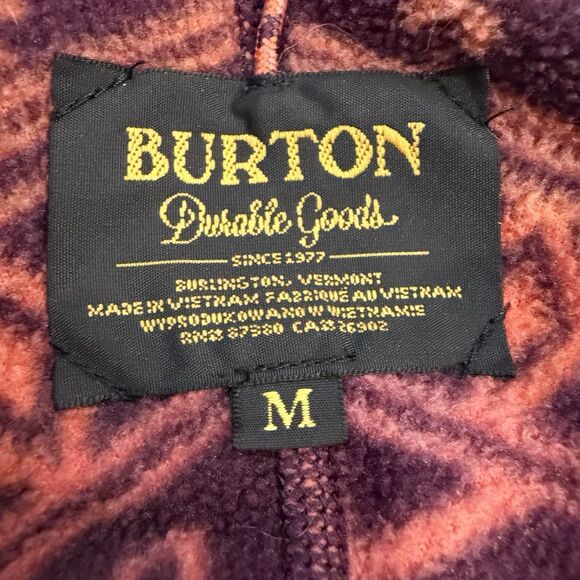 BURTON
Durable Goods
SINCE 1977
BURLINGTON, VERMONT
MADE IN VIETNAM FABRIQUÉ AU VIETNAM
WYPRODUKOWANO W WIETNAMIE
RN# 87980 CA# 26902
M